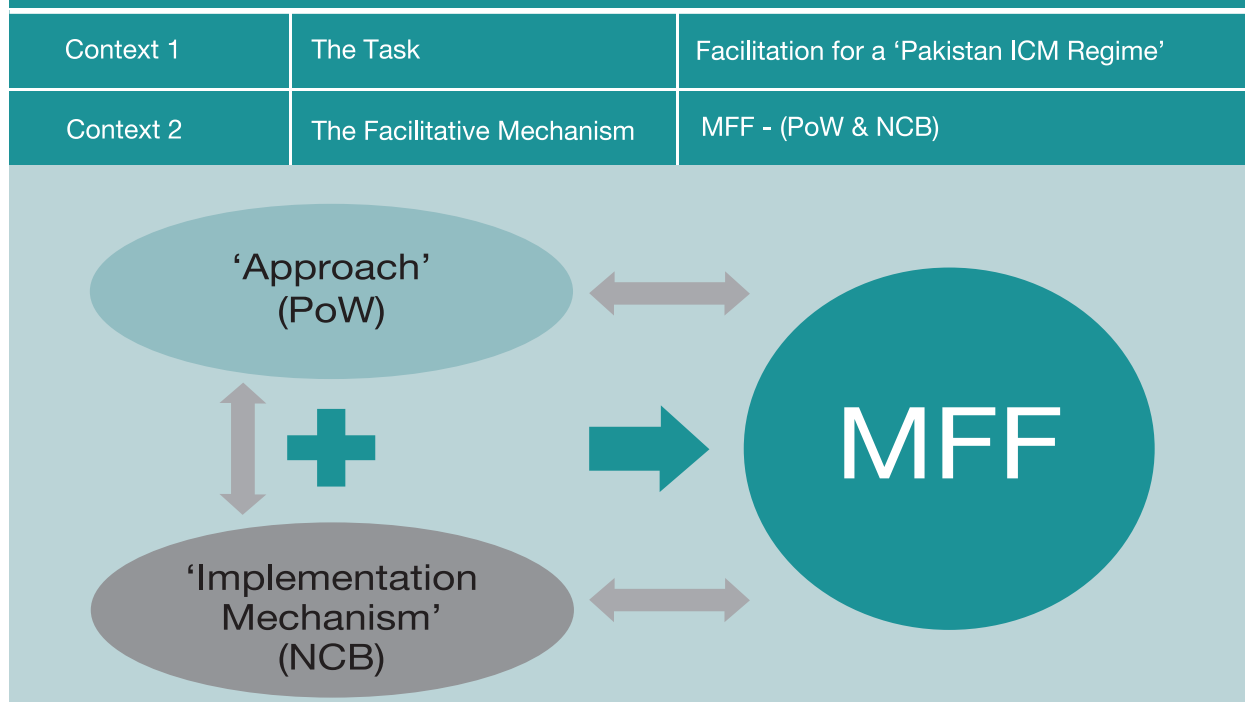 Context 1 The Task Facilitation for a ‘Pakistan ICM Regime’
Context 2 The Facilitative Mechanism MFF - (PoW & NCB)
‘Approach’
(PoW)
MFF
‘Implementation
Mechanism’
(NCB)